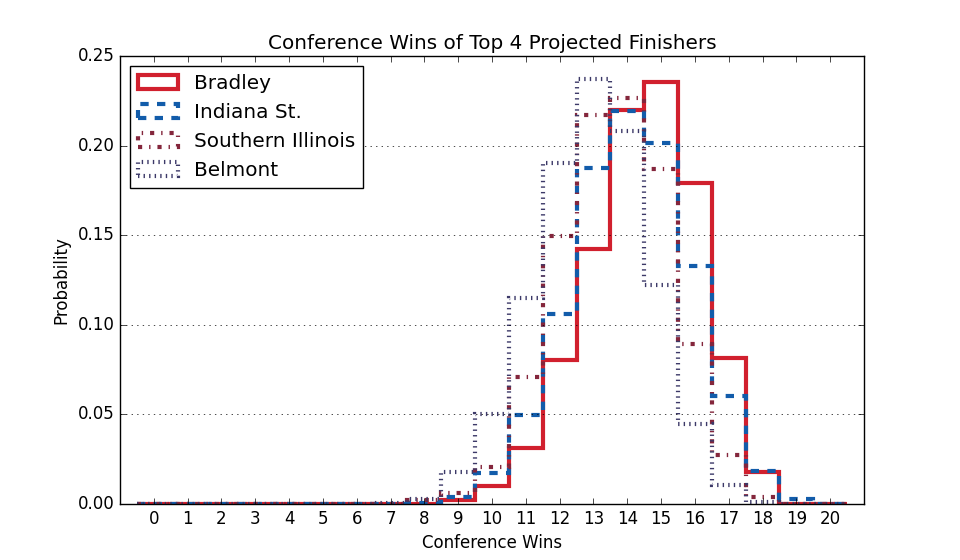 Conference Wins of Top 4 Projected Finishers
0.25
0.20
0.15
0.10
0.05
0.00
Probability
Bradley
Indiana St.
Southern Illinois
Belmont
0 1 2 3 4 5 6 7 8 9 10 11 12 13 14 15 16 17 18 19 20
Conference Wins